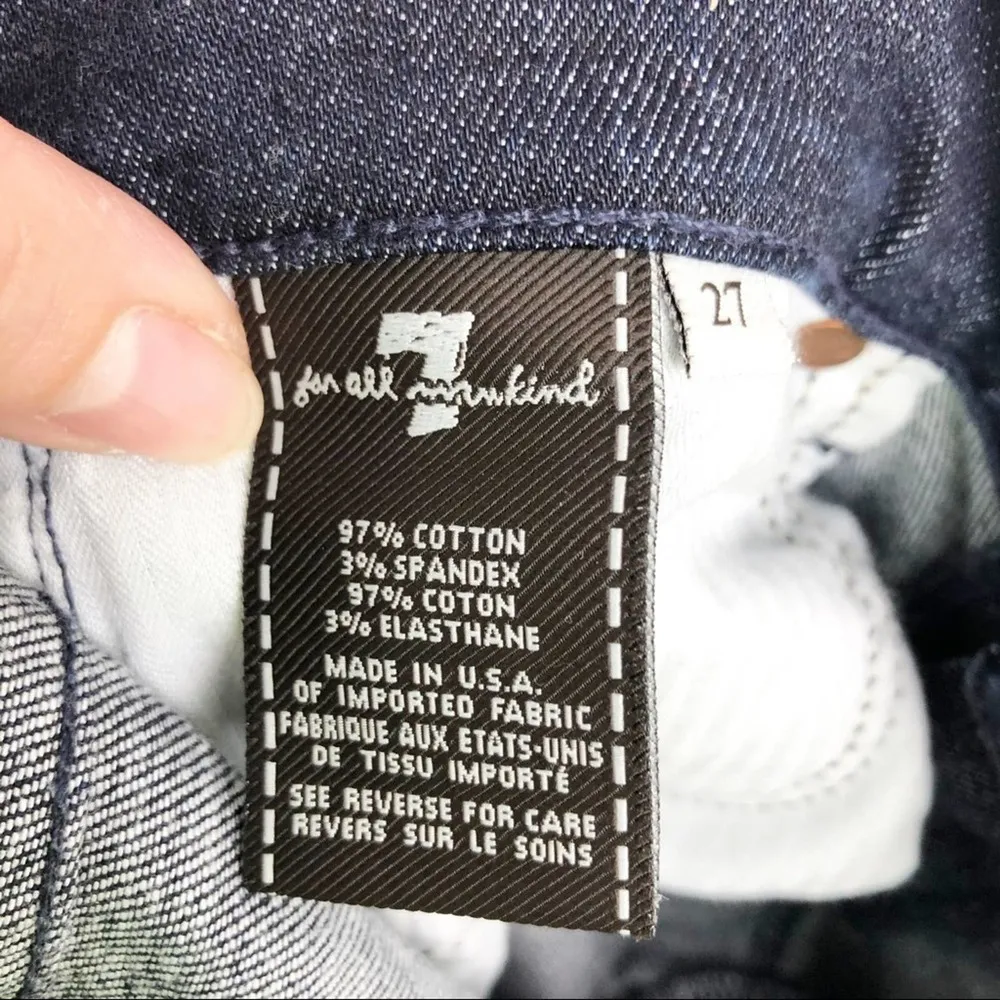 7
for all mankind
27
97% COTTON
3% SPANDEX
97% COTON
3% ELASTHANE
MADE IN U.S.A.
OF IMPORTED FABRIC
FABRIQUE AUX ETATS-UNIS
DE TISSU IMPORTÉ
SEE REVERSE FOR CARE
REVERS SUR LE SOINS